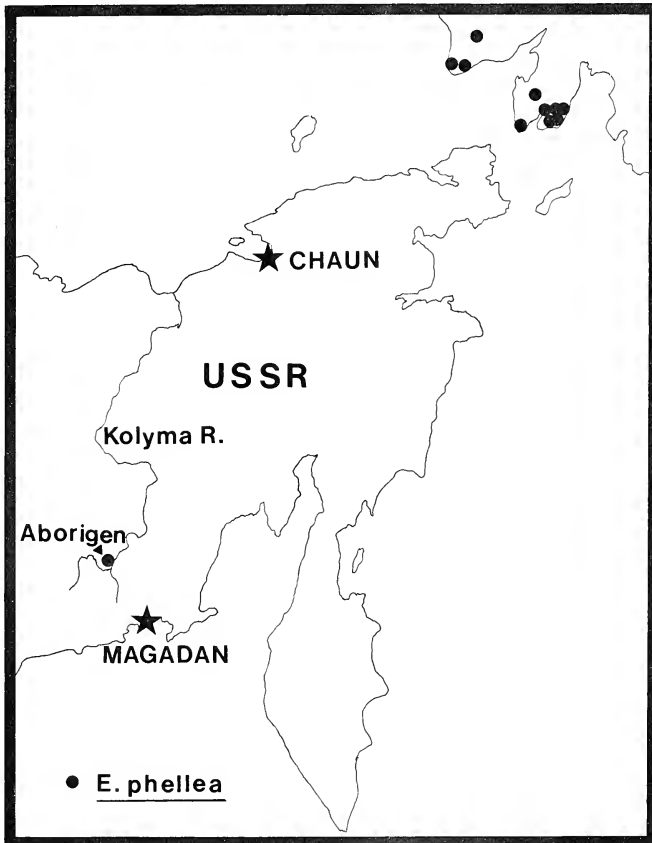 CHAUN
USSR
Kolyma R.
Aborigen
MAGADAN
E. phellea